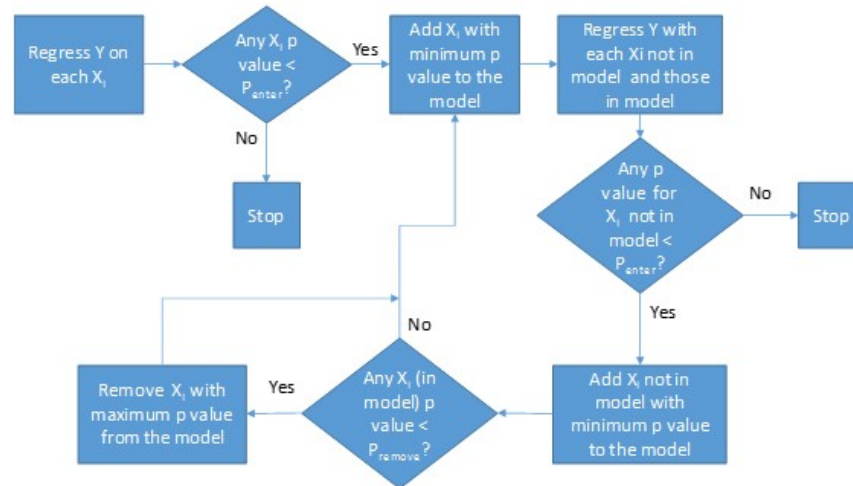 Regress Y on
each Xᵢ
Any Xᵢ p
value <
Pₑₙₜₑᵣ?
Yes
No
Stop
Add Xᵢ with
minimum p
value to the
model
Regress Y with
each Xi not in
model and those
in model
Any p
value for
Xᵢ not in
model <
Pₑₙₜₑᵣ?
No
Stop
Yes
Add Xᵢ not in
model with
minimum p value
to the model
Any Xᵢ (in
model) p
value <
Premove?
No
Yes
Remove Xᵢ with
maximum p value
from the model